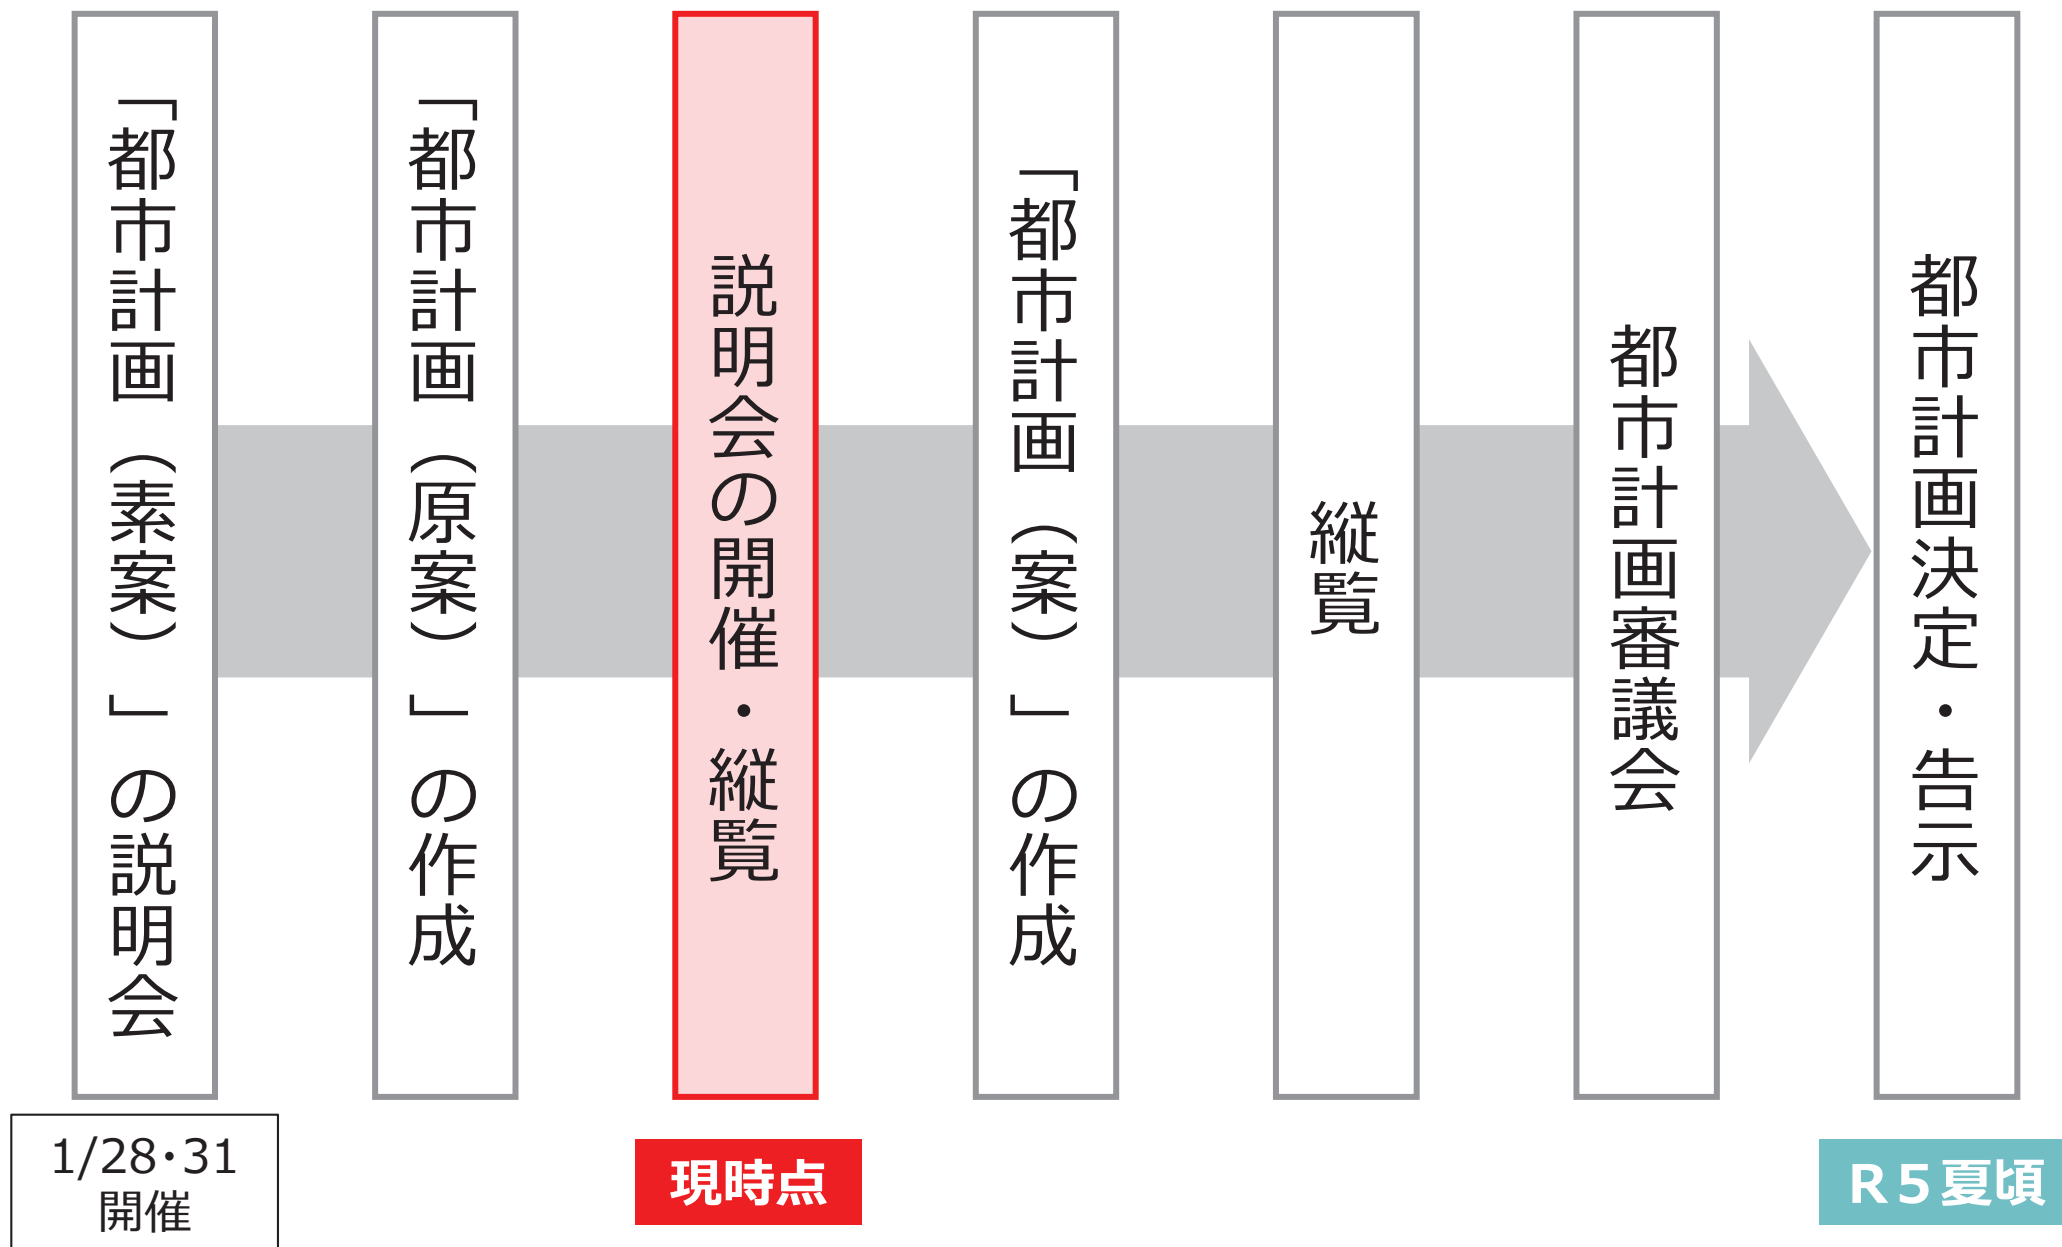 「都市計画（素案）」の説明会
「都市計画（原案）」の作成
説明会の開催・縦覧
「都市計画（案）」の作成
縦覧
都市計画審議会
都市計画決定・告示
1/28・31
開催
現時点
R5夏頃